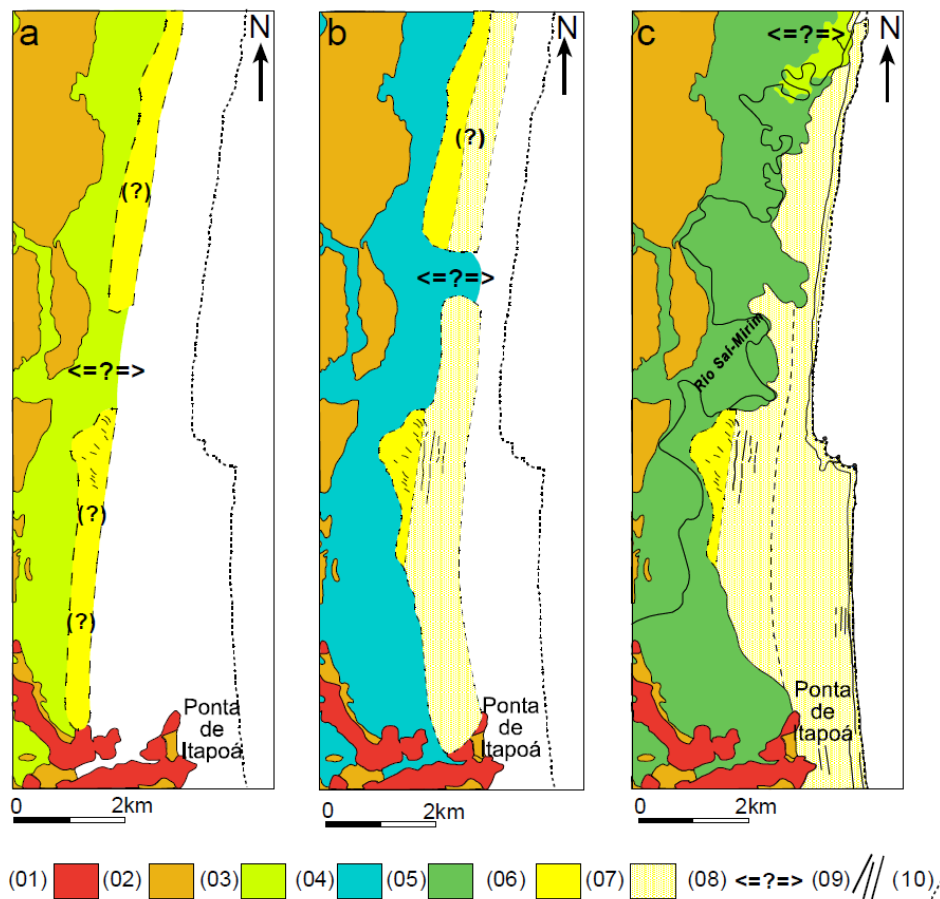 a
N
(?)
<=?=>
(?)
(?)
Ponta
de
Itapoá
0 2km
b
N
(?)
<=?=>
Ponta
de
Itapoá
0 2km
c
<=?=>
N
Rio Saí-Mirim
Ponta
de
Itapoá
0 2km
(01) (02) (03) (04) (05) (06) (07) (08) <=?=> (09) (10)